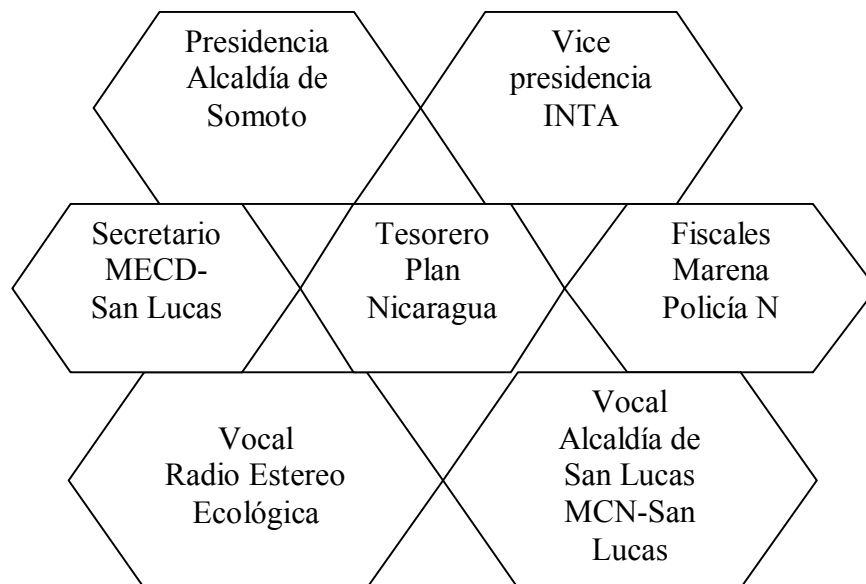 Presidencia
Alcaldía de
Somoto
Vice
presidencia
INTA
Secretario
MECD-
San Lucas
Tesorero
Plan
Nicaragua
Fiscales
Marena
Policía N
Vocal
Radio Estereo
Ecológica
Vocal
Alcaldía de
San Lucas
MCN-San
Lucas